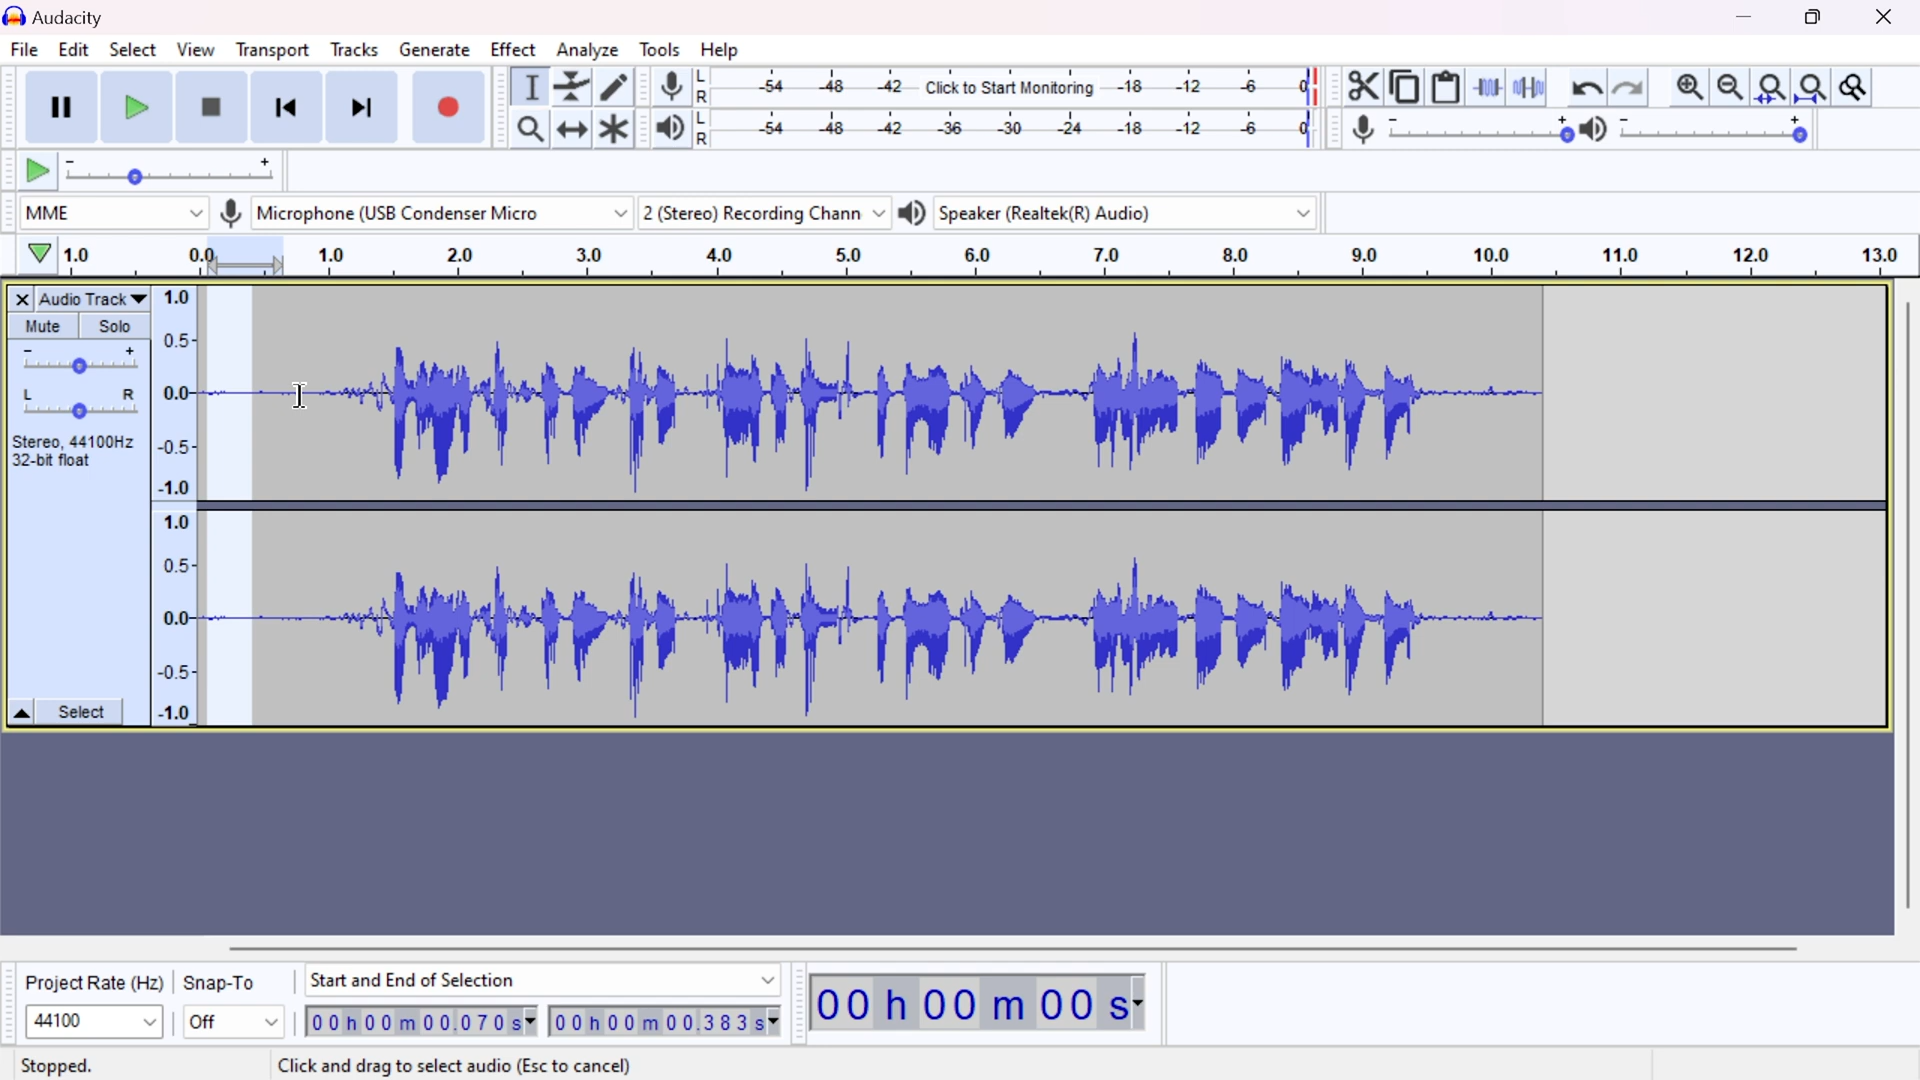 Audacity
File Edit Select View Transport Tracks Generate Effect Analyze Tools Help
L R -54 -48 -42 Click to Start Monitoring -18 -12 -6 0
L R -54 -48 -42 -36 -30 -24 -18 -12 -6 0
- + - +
- +
MME Microphone (USB Condenser Micro 2 (Stereo) Recording Chann Speaker (Realtek(R) Audio)
1.0 0.0 1.0 2.0 3.0 4.0 5.0 6.0 7.0 8.0 9.0 10.0 11.0 12.0 13.0
Audio Track 1.0
Mute Solo
0.5
- +
L R 0.0
Stereo, 44100Hz
32-bit float
-0.5
-1.0
1.0
0.5
0.0
-0.5
Select -1.0
Project Rate (Hz) Snap-To Start and End of Selection
44100 Off 00h00m00.070s 00h00m00.383s 00h00m00s
Stopped. Click and drag to select audio (Esc to cancel)